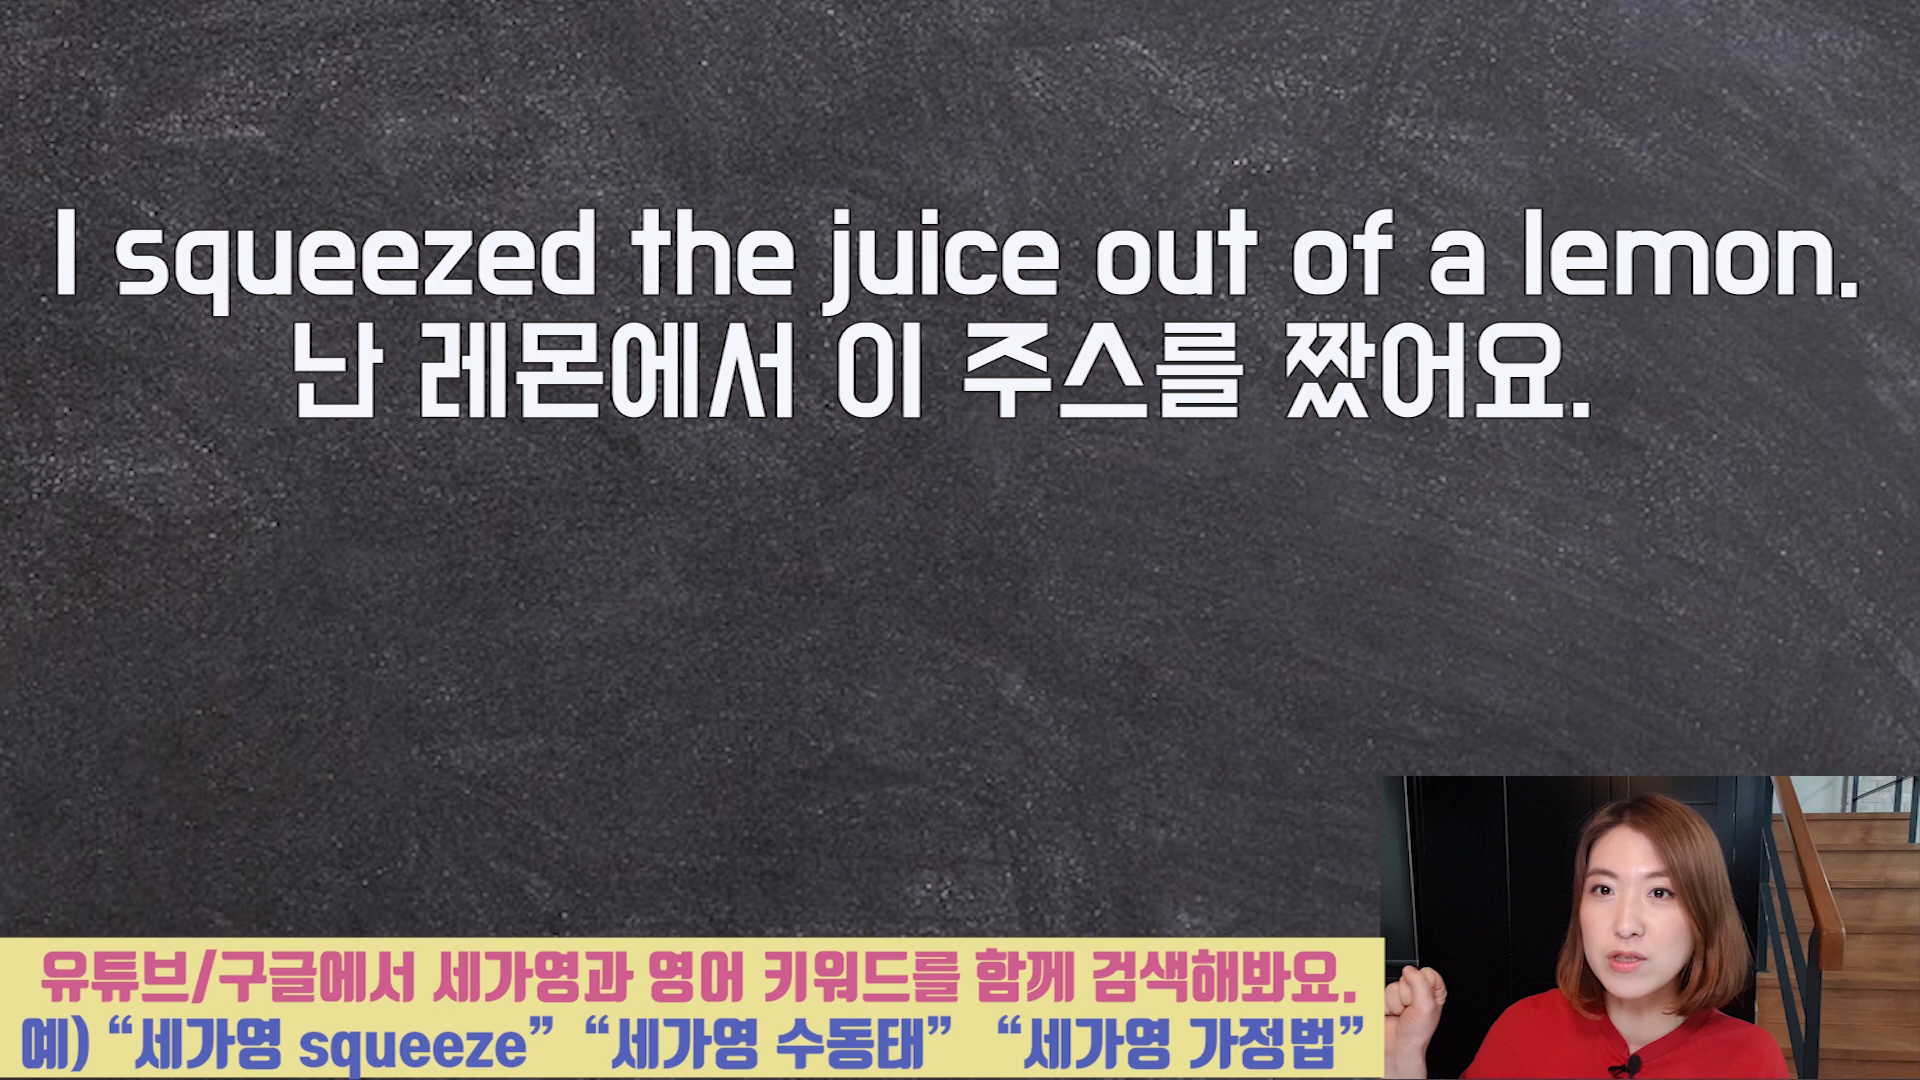 I squeezed the juice out of a lemon.
난 레몬에서 이 주스를 짰어요.
유튜브/구글에서 세가영과 영어 키워드를 함께 검색해봐요.
예) “세가영 squeeze” “세가영 수동태” “세가영 가정법”